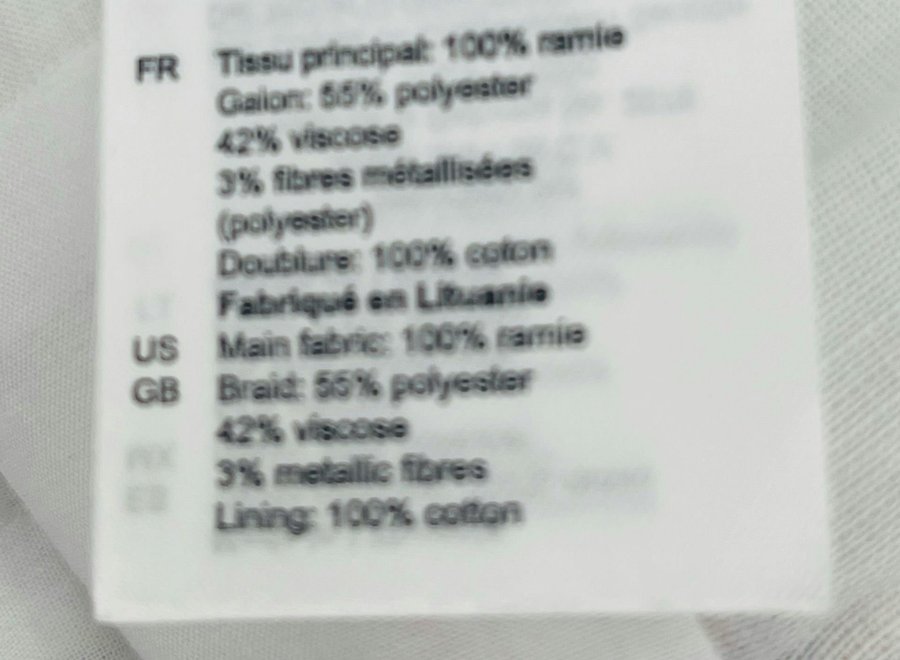 FR Tissu principal: 100% ramie
Galon: 55% polyester
42% viscose
3% fibres métallisées
(polyester)
Doublure: 100% coton
Fabriqué en Lituanie
US Main fabric: 100% ramie
GB Braid: 55% polyester
42% viscose
3% metallic fibres
Lining: 100% cotton